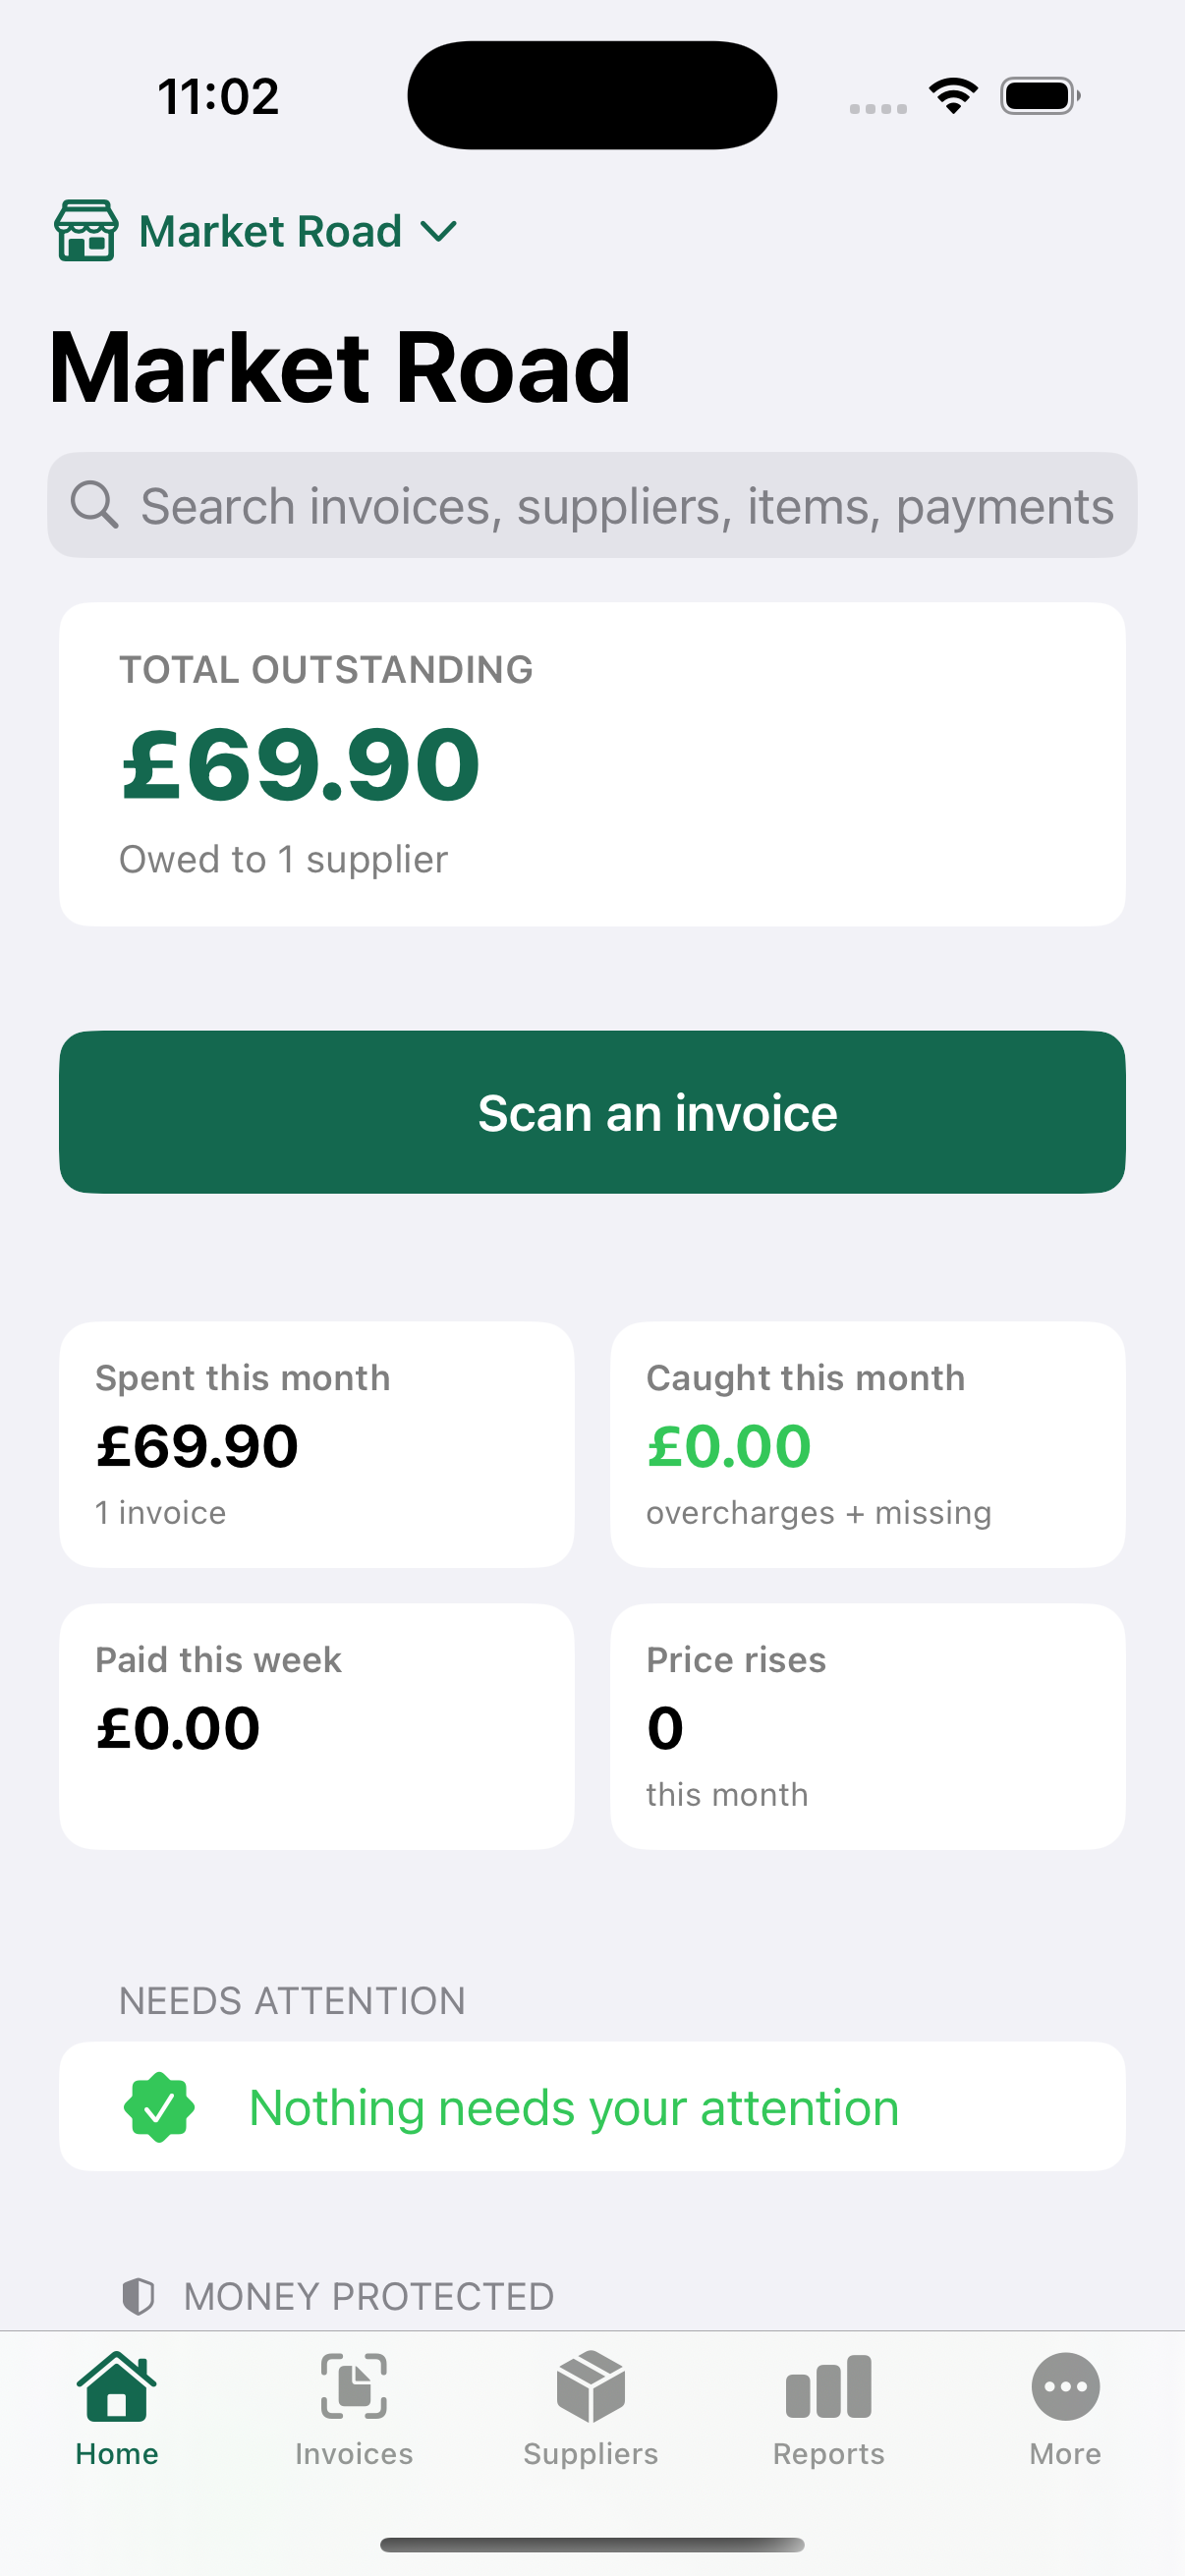 11:02
Market Road
Market Road
Search invoices, suppliers, items, payments
TOTAL OUTSTANDING
£69.90
Owed to 1 supplier
Scan an invoice
Spent this month
£69.90
1 invoice
Caught this month
£0.00
overcharges + missing
Paid this week
£0.00
Price rises
0
this month
NEEDS ATTENTION
Nothing needs your attention
MONEY PROTECTED
Home
Invoices
Suppliers
Reports
More